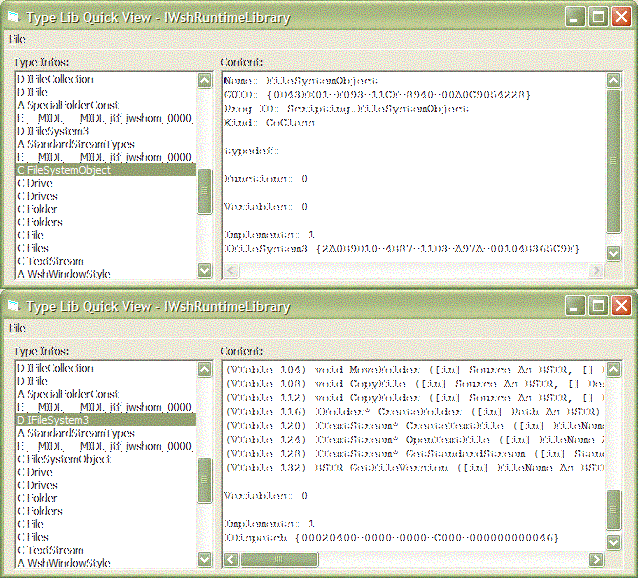 Type Lib Quick View - IWshRuntimeLibrary
File
Type Infos:
Content:
D IFileCollection
D IFile
A SpecialFolderConst
E __MIDL___MIDL_itf_iwshom_0000_
D IFileSystem3
A StandardStreamTypes
E __MIDL___MIDL_itf_iwshom_0000_
C FileSystemObject
C Drive
C Drives
C Folder
C Folders
C File
C Files
C TextStream
A WshWindowStyle
Name: FileSystemObject
GUID: {0D43FE01-F093-11CF-8940-00A0C9054228}
Prog ID: Scripting.FileSystemObject
Kind: CoClass
typedef:
Functions: 0
Variables: 0
Implements: 1
IFileSystem3 {2A0B9D10-4B87-11D3-A97A-00104B365C9F}
Type Lib Quick View - IWshRuntimeLibrary
File
Type Infos:
Content:
D IFileCollection
D IFile
A SpecialFolderConst
E __MIDL___MIDL_itf_iwshom_0000_
D IFileSystem3
A StandardStreamTypes
E __MIDL___MIDL_itf_iwshom_0000_
C FileSystemObject
C Drive
C Drives
C Folder
C Folders
C File
C Files
C TextStream
A WshWindowStyle
(VTable 104) void MoveFolder ([in] Source As BSTR, []
(VTable 108) void CopyFile ([in] Source As BSTR, [] Des
(VTable 112) void CopyFolder ([in] Source As BSTR, []
(VTable 116) IFolder* CreateFolder ([in] Path As BSTR)
(VTable 120) ITextStream* CreateTextFile ([in] FileName
(VTable 124) ITextStream* OpenTextFile ([in] FileName
(VTable 128) ITextStream* GetStandardStream ([in] Stan
(VTable 132) BSTR GetFileVersion ([in] FileName As BST
Variables: 0
Implements: 1
IDispatch {00020400-0000-0000-C000-000000000046}